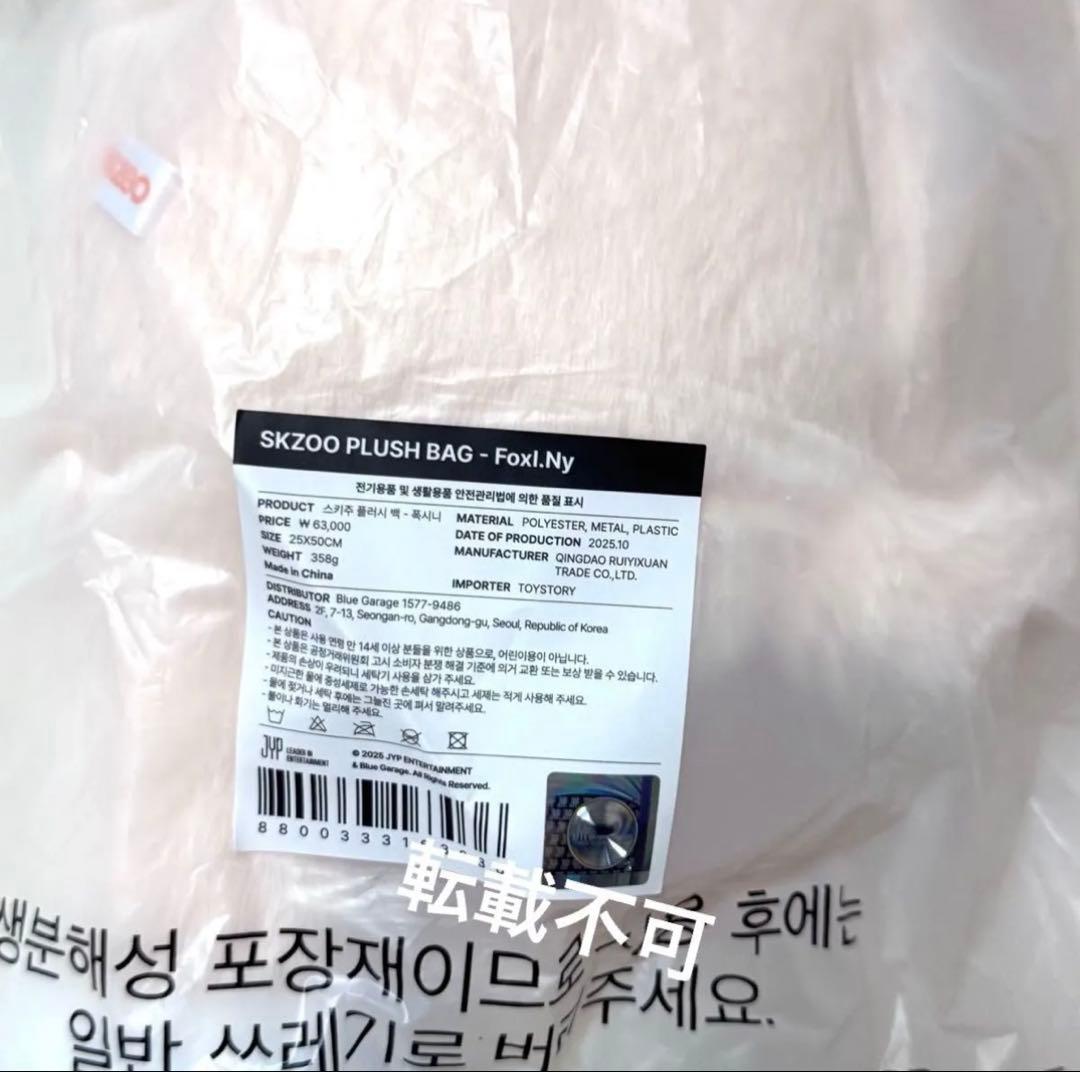 SKZOO PLUSH BAG - FoxI.Ny
전기용품 및 생활용품 안전관리법에 의한 품질 표시
PRODUCT 스키주 플러시 백 - 폭시니
PRICE ₩ 63,000
SIZE 25X50CM
WEIGHT 358g
Made in China
MATERIAL POLYESTER, METAL, PLASTIC
DATE OF PRODUCTION 2025.10
MANUFACTURER QINGDAO RUIYIXUAN
TRADE CO.,LTD.
IMPORTER TOYSTORY
DISTRIBUTOR Blue Garage 1577-9486
ADDRESS 2F, 7-13, Seongan-ro, Gangdong-gu, Seoul, Republic of Korea
CAUTION
- 본 상품은 사용 연령 만 14세 이상 분들을 위한 상품으로, 어린이용이 아닙니다.
- 본 상품은 공정거래위원회 고시 소비자 분쟁 해결 기준에 의거 교환 또는 보상 받을 수 있습니다.
- 제품의 손상이 우려되니 세탁기 사용을 삼가 주세요.
- 미지근한 물에 중성세제로 가능한 손세탁 해주시고 세제는 적게 사용해 주세요.
- 물에 젖거나 세탁 후에는 그늘진 곳에 펴서 말려주세요.
- 불이나 화기는 멀리해 주세요.
JYP LEADER IN
ENTERTAINMENT
© 2025 JYP ENTERTAINMENT
& Blue Garage. All Rights Reserved.
8 8 0 0 3 3 3 1
転載不可
생분해성 포장재이므로 후에는
일반 쓰레기로 주세요.